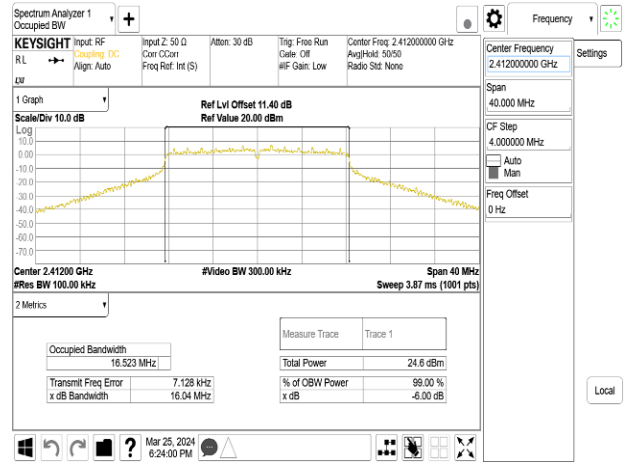 Spectrum Analyzer 1
Occupied BW
+
Frequency
Settings
KEYSIGHT
Input: RF
Coupling: DC
Align: Auto
Input Z: 50 Ω
Corr CCorr
Freq Ref: Int (S)
Atten: 30 dB
Trig: Free Run
Gate: Off
#IF Gain: Low
Center Freq: 2.412000000 GHz
Avg|Hold: 50/50
Radio Std: None
R L
LXI
Center Frequency
2.412000000 GHz
Span
40.000 MHz
CF Step
4.000000 MHz
Auto
Man
Freq Offset
0 Hz
1 Graph
Scale/Div 10.0 dB
Ref Lvl Offset 11.40 dB
Ref Value 20.00 dBm
Log
10.0
0.00
-10.0
-20.0
-30.0
-40.0
-50.0
-60.0
-70.0
Center 2.41200 GHz
#Video BW 300.00 kHz
Span 40 MHz
#Res BW 100.00 kHz
Sweep 3.87 ms (1001 pts)
2 Metrics
Measure Trace
Trace 1
Occupied Bandwidth
16.523 MHz
Total Power
24.6 dBm
Transmit Freq Error
7.128 kHz
% of OBW Power
99.00 %
x dB Bandwidth
16.04 MHz
x dB
-6.00 dB
Local
?
Mar 25, 2024
6:24:00 PM